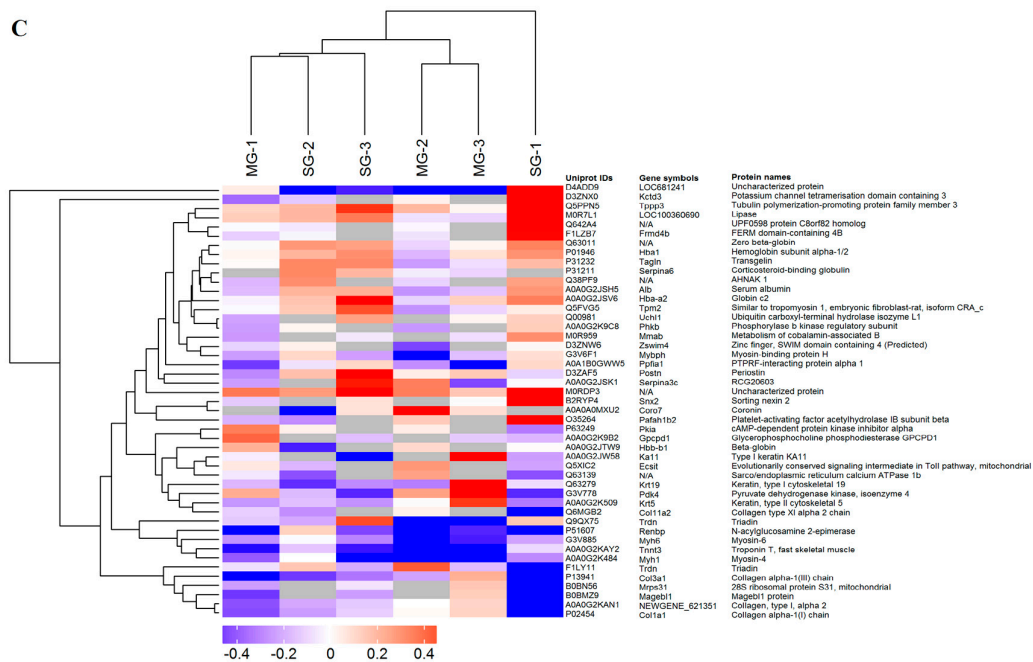 C
MG-1 SG-2 SG-3 MG-2 MG-3 SG-1
Uniprot IDs Gene symbols Protein names
D4ADD9 LOC681241 Uncharacterized protein
D3ZNX0 Kctd3 Potassium channel tetramerisation domain containing 3
Q5PPN5 Tppp3 Tubulin polymerization-promoting protein family member 3
M0R7L1 LOC100360690 Lipase
Q642A4 N/A UPF0598 protein C8orf82 homolog
F1LZB7 Frmd4b FERM domain-containing 4B
Q63011 N/A Zero beta-globin
P01946 Hba1 Hemoglobin subunit alpha-1/2
P31232 Tagln Transgelin
P31211 Serpina6 Corticosteroid-binding globulin
Q38PF9 N/A AHNAK 1
A0A0G2JSH5 Alb Serum albumin
A0A0G2JSV6 Hba-a2 Globin c2
Q5FVG5 Tpm2 Similar to tropomyosin 1, embryonic fibroblast-rat, isoform CRA_c
Q00981 Uchl1 Ubiquitin carboxyl-terminal hydrolase isozyme L1
A0A0G2K9C8 Phkb Phosphorylase b kinase regulatory subunit
M0R959 Mmab Metabolism of cobalamin-associated B
D3ZNW6 Zswim4 Zinc finger, SWIM domain containing 4 (Predicted)
G3V6F1 Mybph Myosin-binding protein H
A0A1B0GWW5 Ppfia1 PTPRF-interacting protein alpha 1
D3ZAF5 Postn Periostin
A0A0G2JSK1 Serpina3c RCG20603
M0RDP3 N/A Uncharacterized protein
B2RYP4 Snx2 Sorting nexin 2
A0A0A0MXU2 Coro7 Coronin
O35264 Pafah1b2 Platelet-activating factor acetylhydrolase IB subunit beta
P63249 Pkia cAMP-dependent protein kinase inhibitor alpha
A0A0G2K9B2 Gpcpd1 Glycerophosphocholine phosphodiesterase GPCPD1
A0A0G2JTW9 Hbb-b1 Beta-globin
A0A0G2JW58 Ka11 Type I keratin KA11
Q5XIC2 Ecsit Evolutionarily conserved signaling intermediate in Toll pathway, mitochondrial
Q63139 N/A Sarco/endoplasmic reticulum calcium ATPase 1b
Q63279 Krt19 Keratin, type I cytoskeletal 19
G3V778 Pdk4 Pyruvate dehydrogenase kinase, isoenzyme 4
A0A0G2K509 Krt5 Keratin, type II cytoskeletal 5
Q6MGB2 Col11a2 Collagen type XI alpha 2 chain
Q9QX75 Trdn Triadin
P51607 Renbp N-acylglucosamine 2-epimerase
G3V885 Myh6 Myosin-6
A0A0G2KAY2 Tnnt3 Troponin T, fast skeletal muscle
A0A0G2K484 Myh1 Myosin-4
F1LY11 Trdn Triadin
P13941 Col3a1 Collagen alpha-1(III) chain
B0BN56 Mrps31 28S ribosomal protein S31, mitochondrial
B0BMZ9 Magebl1 Magebl1 protein
A0A0G2KAN1 NEWGENE_621351 Collagen, type I, alpha 2
P02454 Col1a1 Collagen alpha-1(I) chain
-0.4 -0.2 0 0.2 0.4